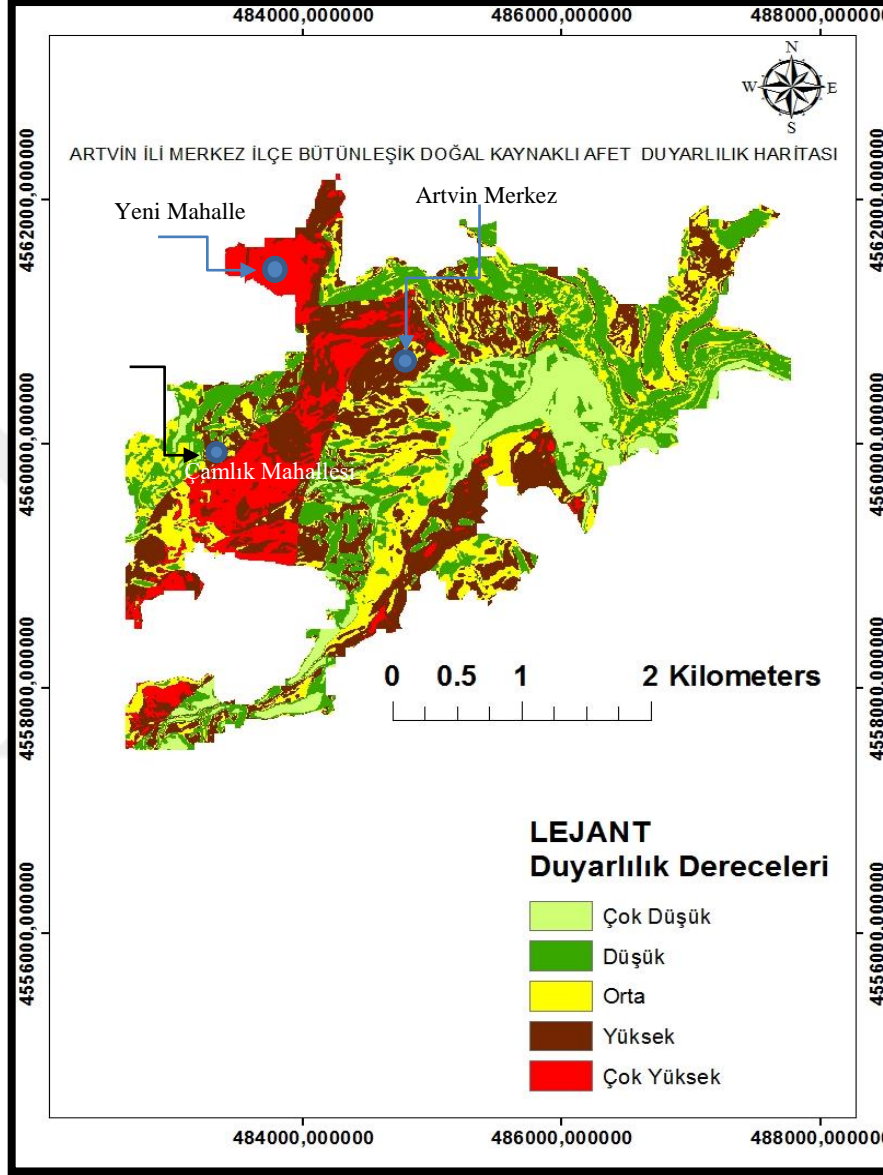 484000,000000 486000,000000 488000,000000
N
W E
S
ARTVİN İLİ MERKEZ İLÇE BÜTÜNLEŞİK DOĞAL KAYNAKLI AFET DUYARLILIK HARİTASI
4562000,000000 4562000,000000
Yeni Mahalle
Artvin Merkez
4560000,000000 4560000,000000
Çamlık Mahallesi
0 0.5 1 2 Kilometers
4558000,000000 4558000,000000
LEJANT
Duyarlılık Dereceleri
Çok Düşük
Düşük
4556000,000000 4556000,000000
Orta
Yüksek
Çok Yüksek
484000,000000 486000,000000 488000,000000